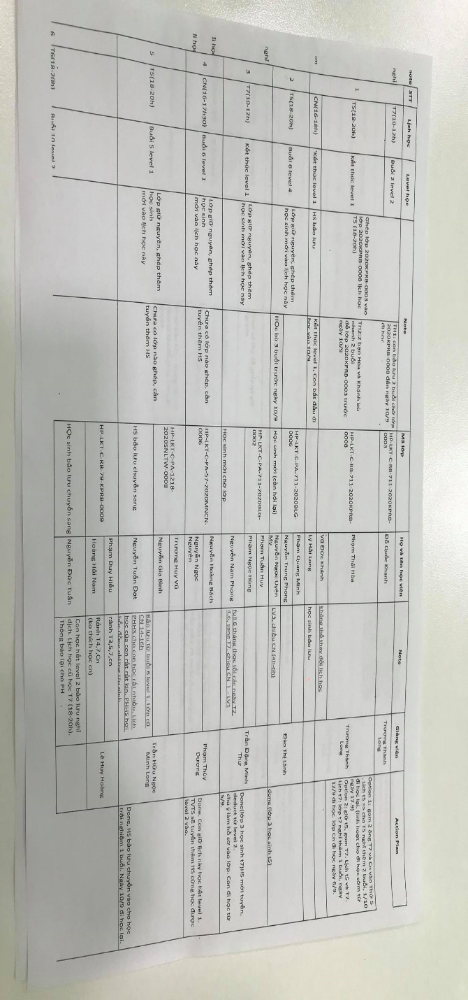 note STT Lịch học Level học Note Mã lớp Họ và tên học viên Note Giảng viên Action Plan
nghỉ
T7(10-12h) Buổi 2 level 2
TH1: con bảo lưu 2 buổi chờ lớp
2020KPRB-0008 đến ngày 10/9
đi học
HP-LKT-C-RB-711-2020KPRB-
0003
Đỗ Quốc Khanh
Trương Thành
Long
1 T5(18-20h) Kết thúc level 1
Ghép lớp 2020KPRB-0003 vào
lớp 2020KPRB-0008 lịch học
T5 (18-20h)
TH2:2 bạn Hòa và Khánh bù
nhanh 2 buổi
để lớp 2020KPRB-0003 trước
ngày 10/9
HP-LKT-C-RB-711-2020KPRB-
0008
Phạm Thái Hòa
Trương Thành
Long
Option 1: gom 2 ông T7 và Cn vào Thứ 5
. Lịch t5 => cho T5 nghỉ thêm 2 buổi, 1/10
đi học lại. (linh hoạt cho đi học sớm từ
ngày 17.9)
Option 2: giữ t5, gom T7. Lịch t5 và T7.
Lịch t7: lớp t7 nghỉ thêm 1 buổi, ngày
12/9 đi học. lớp Cn đi học ngày 6/9.
Vũ Đức Khánh
không thể thay đổi lịch học
CN(16-18h) 'Kết thúc level 1 HS bảo lưu
Kết thúc level 1, Con bắt đầu đi
học vào 10/9
Lý Hải Long
học sinh bảo lưu
2 T5(18-20h) Buổi 6 level 4
Lớp giữ nguyên, ghép thêm
học sinh mới vào lịch học này
HỌc bù 3 buổi trước ngày 10/9
HP-LKT-C-PA-711-2020BLG-
0006
Phạm Quang Minh
Nguyễn Trung Phong
Đào Thị Lành
done (lớp 3 học sinh t5)
Học sinh mới (cần hỏi lại)
Nguyễn Ngọc Uyên
My
LV3, chiều CN (4h-6h)
nghỉ
3 T7(10-12h) Kết thúc level 1
Lớp giữ nguyên, ghép thêm
học sinh mới vào lịch học này
HP-LKT-C-PA-711-2020BLG-
0002
Phạm Tuấn Huy
Phạm Ngọc Hùng
Trần Đặng Minh
Thư
Done(lớp 3 học sinh t7)HS mới tuyển,
deduct từ level 2.
chú ý làm hồ sơ vào lớp. Con đi học từ
5/9.
Học sinh mới chờ lớp
Nguyễn Nam Phong
full 6 tháng (học tối các ngày T2,
4,6, sáng T7, chiều CN ) - LV1
4 CN(16-17h30) Buổi 6 level 1
Lớp giữ nguyên, ghép thêm
học sinh
mới vào lịch học này
Chưa có lớp nào ghép, cần
tuyển thêm HS
HP-LKT-C-PA-57-2020MNCN-
0006
Nguyễn Hoàng Bách
Nguyễn Ngọc
Nguyên
Phạm Thùy
Dương
Done. Con giữ lịch này học hết level 1.
TVTS sẽ tuyển thêm HS cứng học được
level 2 vào.
5 T5(18-20h) Buổi 5 level 1
Lớp giữ nguyên, ghép thêm
học sinh
mới vào lịch học này
Chưa có lớp nào ghép, cần
tuyển thêm HS
HP-LKT-C-PA-1218-
2020SNLTW-0008
Trương Huy Vũ
Nguyễn Gia Bình
Trần Hữu Ngọc
Minh Long
HS bảo lưu chuyển sang
Nguyễn Tuấn Đạt
Bảo lưu từ buổi 6 level 1. Lớp cũ
CN 14-16h
PHHS cho con học rất nhiều. Lịch
học của con rất rất kín. PHHS hơi
Done, HS bảo lưu chuyển vào cho học
trải nghiệm 1 buổi. Ngày 10/9 đi học lại.
6 T6(18-20h) Buổi 10 level 2
HP-LKT-C-RB-79-KPRB-0009
Phạm Duy Hiếu
rảnh T3,5,7,cn
Hoàng Hải Nam
Rảnh T4,7,Cn
(ko thích học cn)
Lê Huy Hoàng
HỌc sinh bảo lưu chuyển sang
Nguyễn Đức Tuấn
Con học hết level 2 bảo lưu nghỉ
dịch. Lịch học cũ học T7 (18-20h).
Thông báo lại cho PH